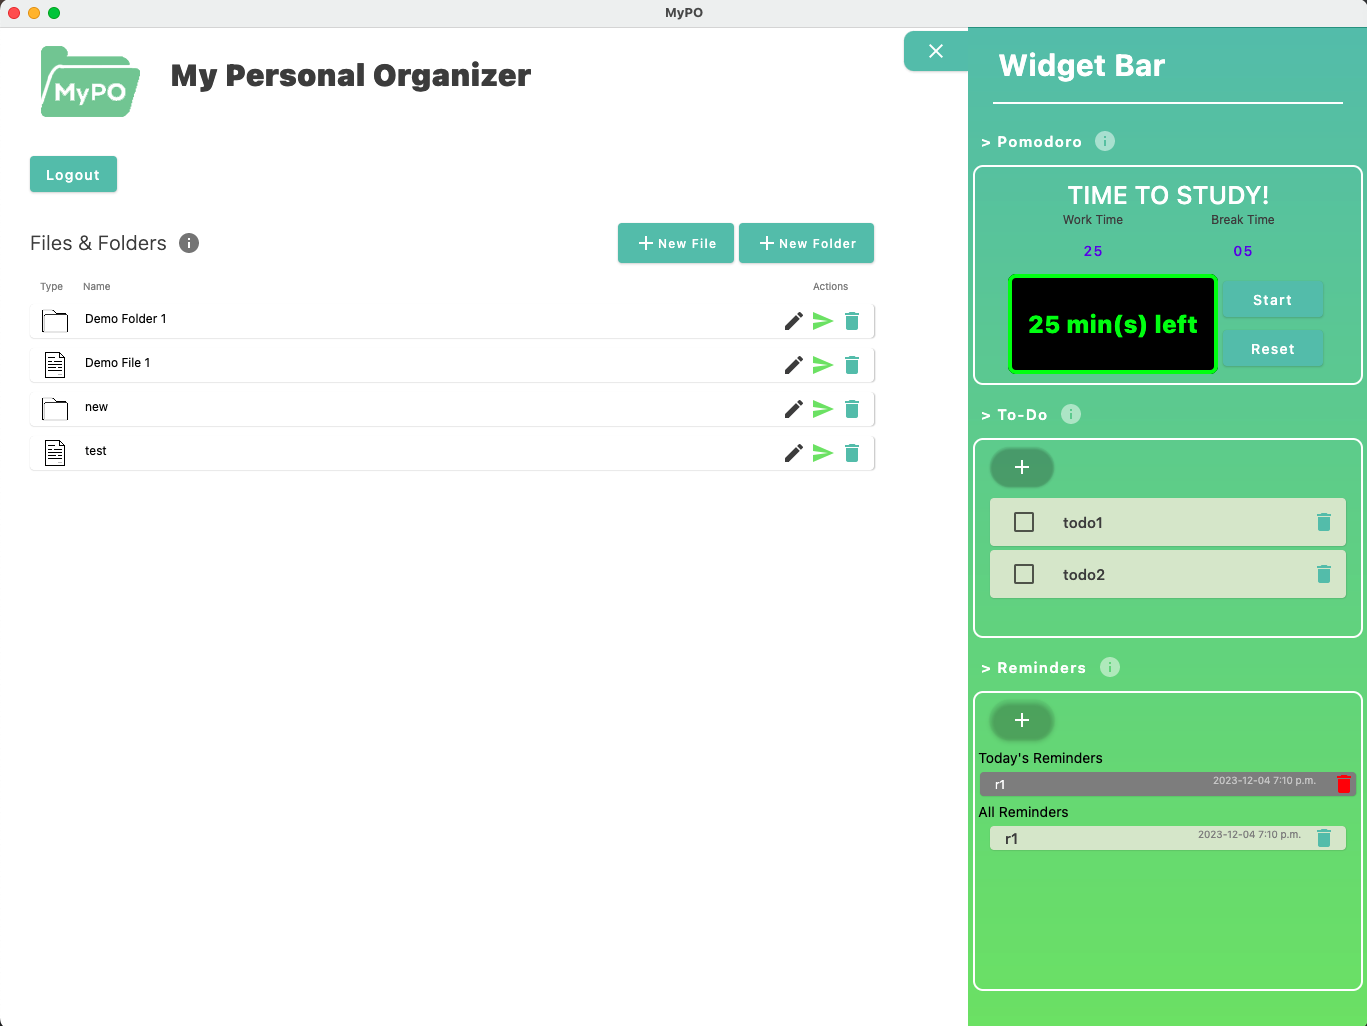 MyPO
MyPO
My Personal Organizer
Logout
Files & Folders
New File
New Folder
Type Name Actions
Demo Folder 1
Demo File 1
new
test
Widget Bar
> Pomodoro
TIME TO STUDY!
Work Time Break Time
25 05
25 min(s) left
Start
Reset
> To-Do
todo1
todo2
> Reminders
Today's Reminders
r1 2023-12-04 7:10 p.m.
All Reminders
r1 2023-12-04 7:10 p.m.